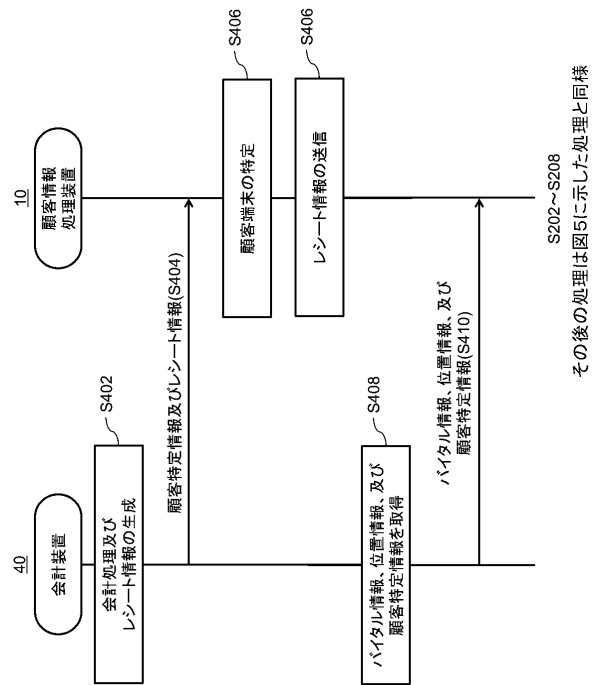 40
会計装置
10
顧客情報
処理装置
会計処理及び
レシート情報の生成
S402
顧客特定情報及びレシート情報(S404)
顧客端末の特定
S406
レシート情報の送信
S406
バイタル情報、位置情報、及び
顧客特定情報を取得
S408
バイタル情報、位置情報、及び
顧客特定情報(S410)
S202～S208
その後の処理は図5に示した処理と同様